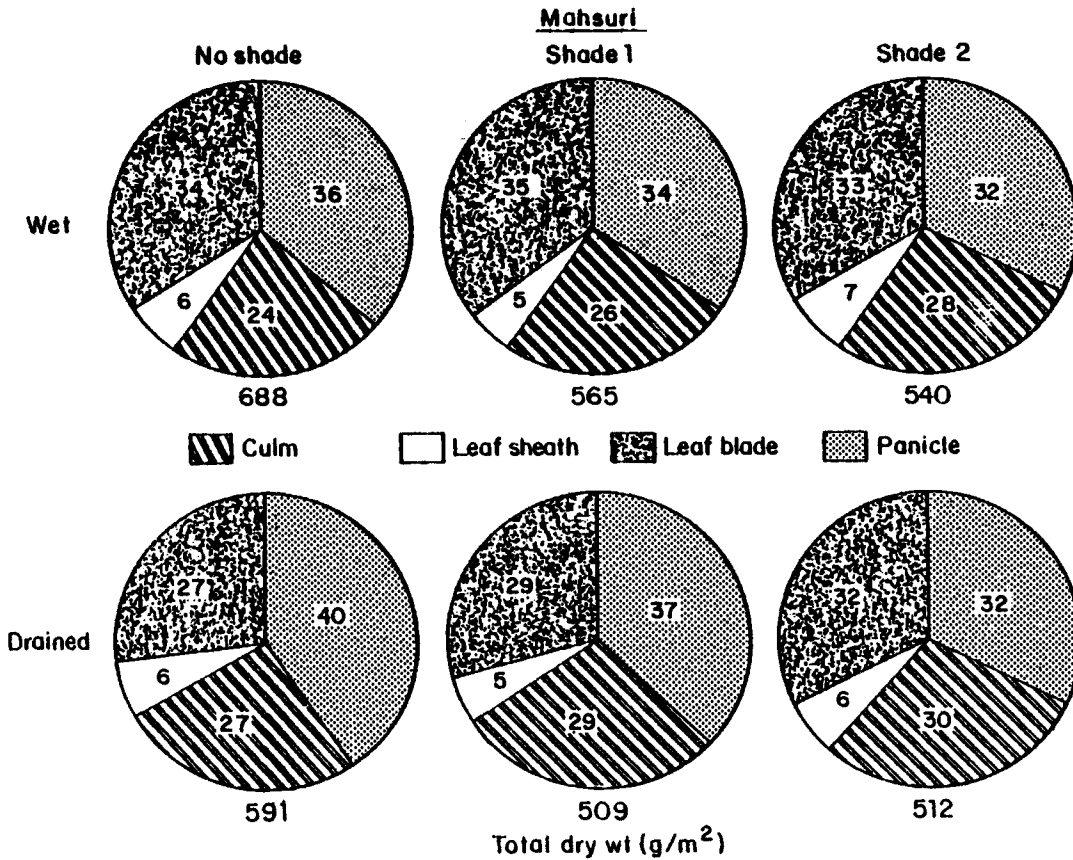 Mahsuri
No shade Shade 1 Shade 2
Wet
34 36 6 24
35 34 5 26
33 32 7 28
688 565 540
Culm Leaf sheath Leaf blade Panicle
Drained
27 40 6 27
29 37 5 29
32 32 6 30
591 509 512
Total dry wt (g/m²)